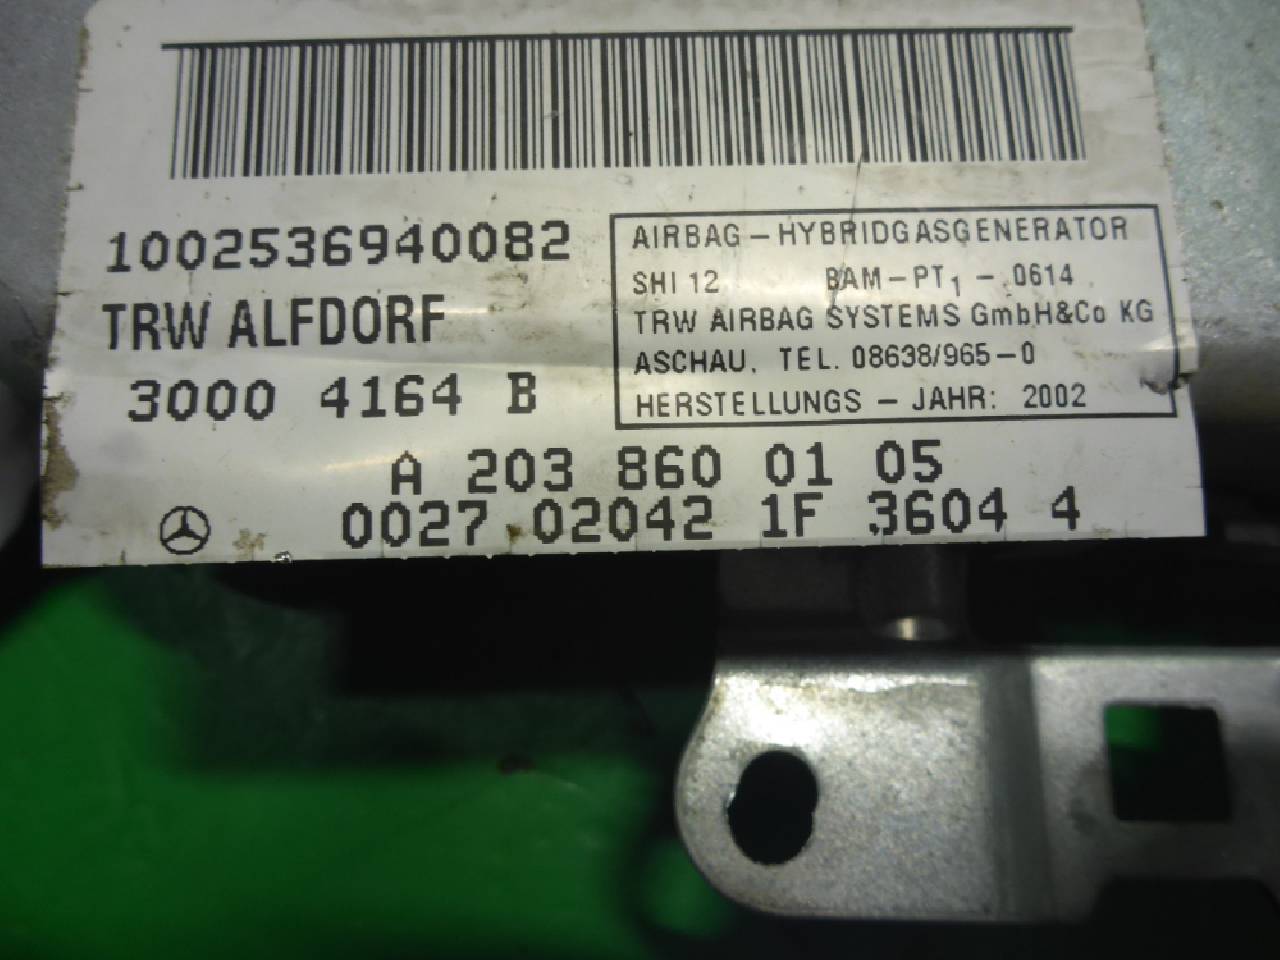 1002536940082
TRW ALFDORF
3000 4164 B
AIRBAG - HYBRIDGASGENERATOR
SHI 12 BAM-PT1 - 0614
TRW AIRBAG SYSTEMS GmbH&Co KG
ASCHAU. TEL. 08638/965-0
HERSTELLUNGS - JAHR: 2002
A 203 860 01 05
0027 02042 1F 3604 4